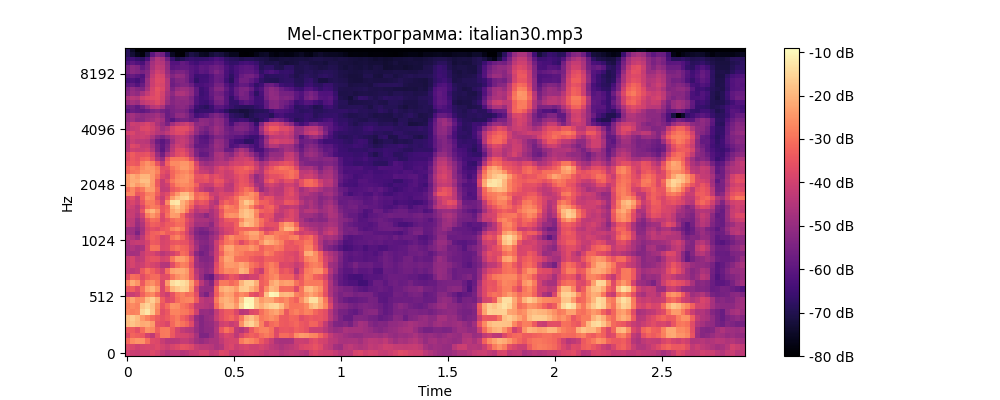 Mel-спектрограмма: italian30.mp3
8192
4096
2048
1024
512
0
Hz
0 0.5 1 1.5 2 2.5
Time
-10 dB
-20 dB
-30 dB
-40 dB
-50 dB
-60 dB
-70 dB
-80 dB